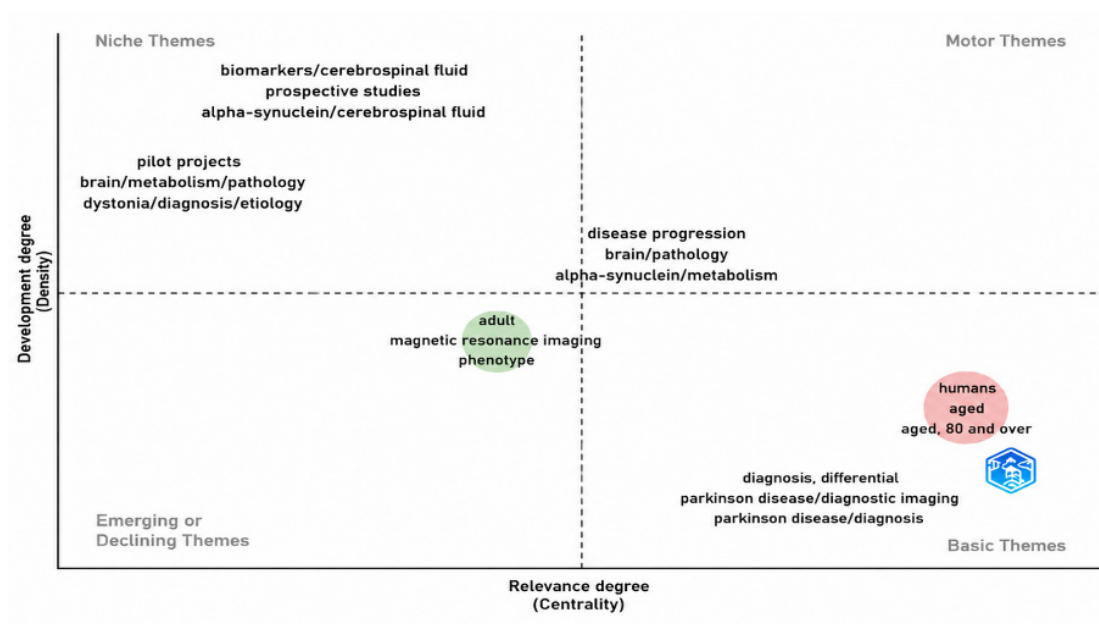 Niche Themes
Motor Themes
biomarkers/cerebrospinal fluid
prospective studies
alpha-synuclein/cerebrospinal fluid
pilot projects
brain/metabolism/pathology
dystonia/diagnosis/etiology
disease progression
brain/pathology
alpha-synuclein/metabolism
Development degree
(Density)
adult
magnetic resonance imaging
phenotype
humans
aged
aged, 80 and over
diagnosis, differential
parkinson disease/diagnostic imaging
parkinson disease/diagnosis
Emerging or
Declining Themes
Basic Themes
Relevance degree
(Centrality)